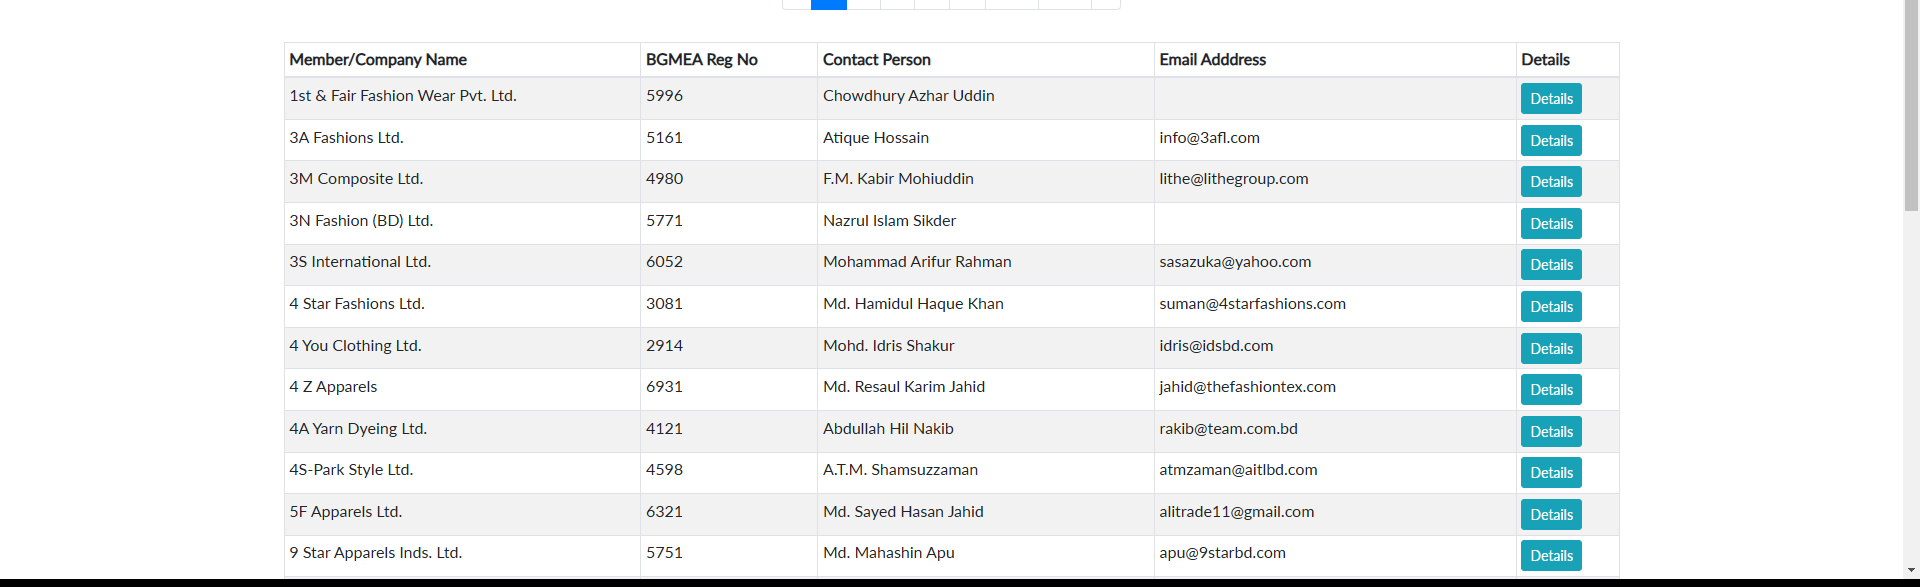 Member/Company Name BGMEA Reg No Contact Person Email Adddress Details
1st & Fair Fashion Wear Pvt. Ltd. 5996 Chowdhury Azhar Uddin Details
3A Fashions Ltd. 5161 Atique Hossain info@3afl.com Details
3M Composite Ltd. 4980 F.M. Kabir Mohiuddin lithe@lithegroup.com Details
3N Fashion (BD) Ltd. 5771 Nazrul Islam Sikder Details
3S International Ltd. 6052 Mohammad Arifur Rahman sasazuka@yahoo.com Details
4 Star Fashions Ltd. 3081 Md. Hamidul Haque Khan suman@4starfashions.com Details
4 You Clothing Ltd. 2914 Mohd. Idris Shakur idris@idsbd.com Details
4 Z Apparels 6931 Md. Resaul Karim Jahid jahid@thefashiontex.com Details
4A Yarn Dyeing Ltd. 4121 Abdullah Hil Nakib rakib@team.com.bd Details
4S-Park Style Ltd. 4598 A.T.M. Shamsuzzaman atmzaman@aitlbd.com Details
5F Apparels Ltd. 6321 Md. Sayed Hasan Jahid alitrade11@gmail.com Details
9 Star Apparels Inds. Ltd. 5751 Md. Mahashin Apu apu@9starbd.com Details